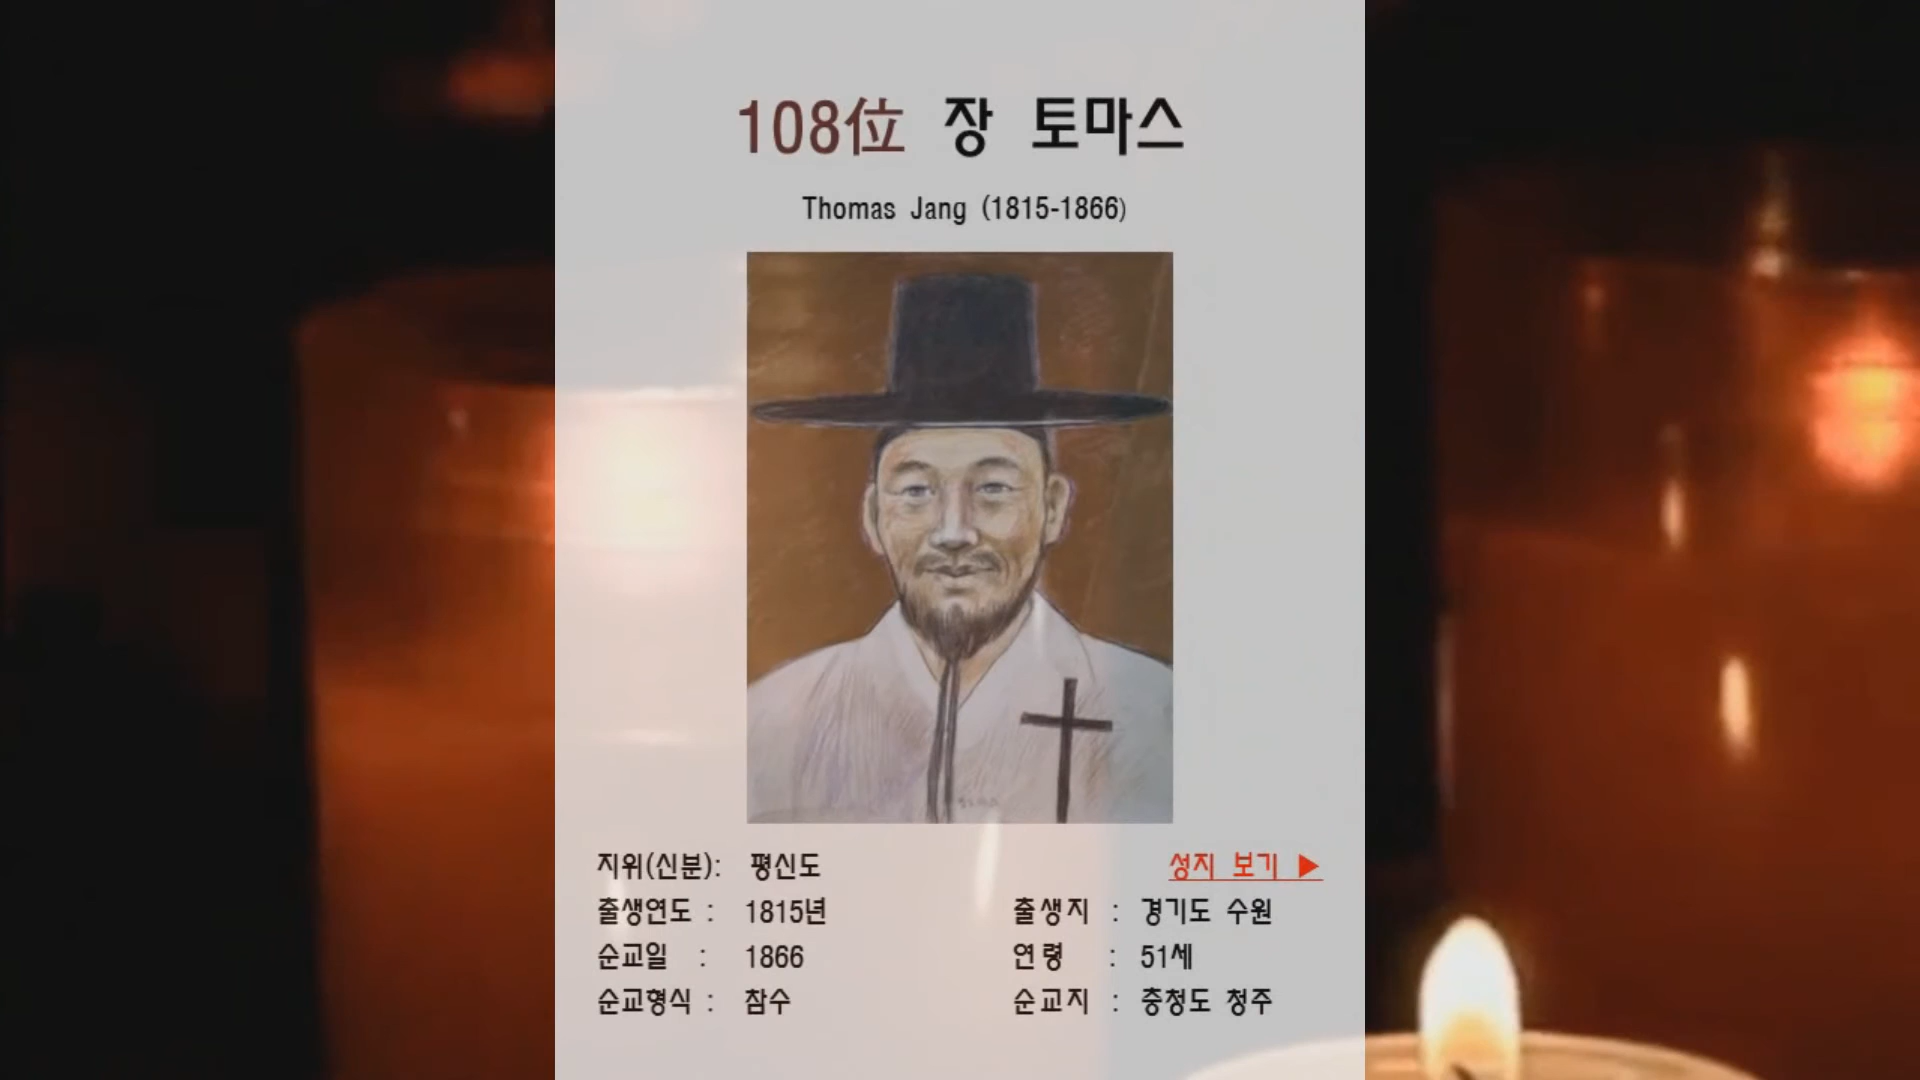 108位 장 토마스
Thomas Jang (1815-1866)
지위(신분): 평신도 성지 보기 ▶
출생연도 : 1815년 출생지 : 경기도 수원
순교일 : 1866 연령 : 51세
순교형식 : 참수 순교지 : 충청도 청주